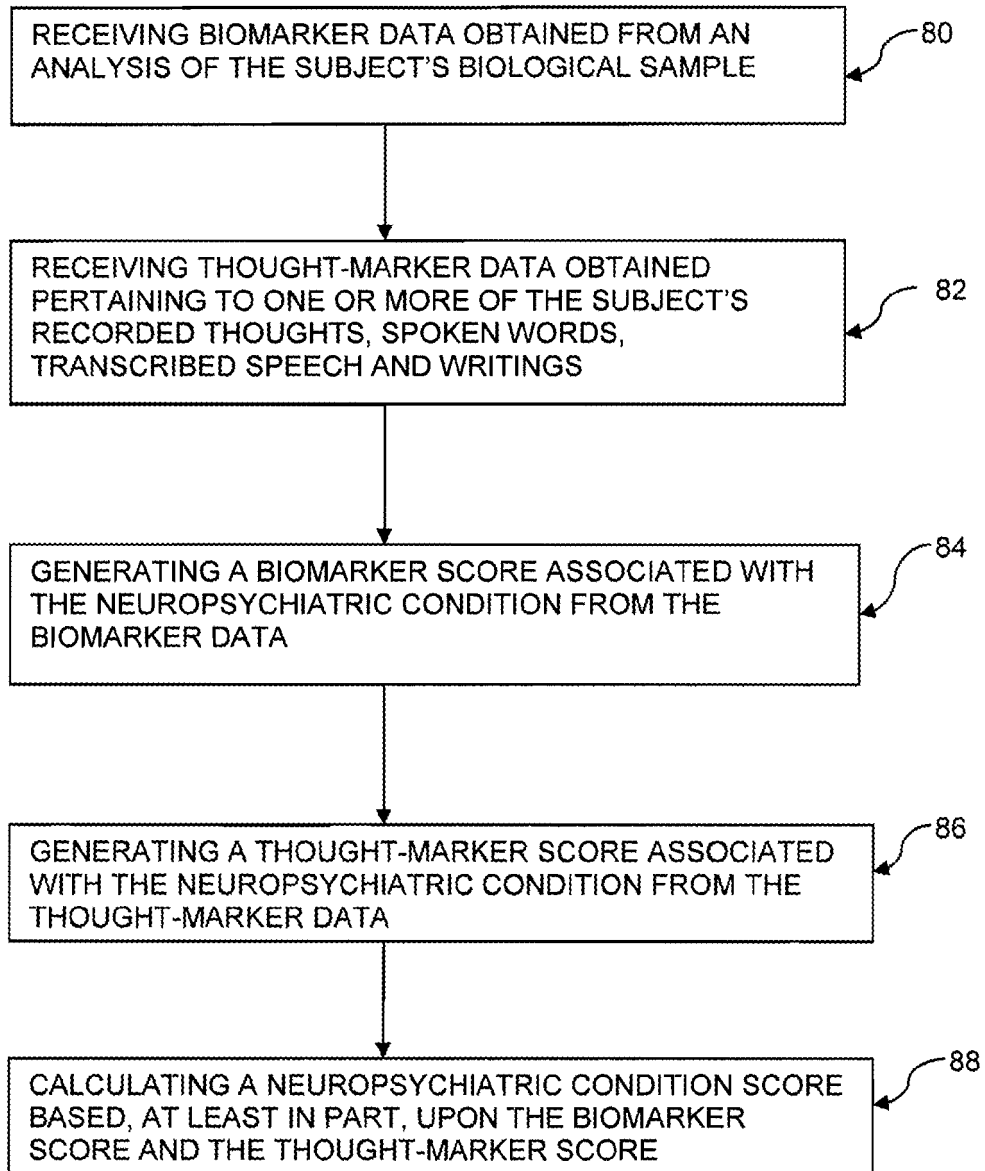 RECEIVING BIOMARKER DATA OBTAINED FROM AN
ANALYSIS OF THE SUBJECT'S BIOLOGICAL SAMPLE
80
RECEIVING THOUGHT-MARKER DATA OBTAINED
PERTAINING TO ONE OR MORE OF THE SUBJECT'S
RECORDED THOUGHTS, SPOKEN WORDS,
TRANSCRIBED SPEECH AND WRITINGS
82
GENERATING A BIOMARKER SCORE ASSOCIATED WITH
THE NEUROPSYCHIATRIC CONDITION FROM THE
BIOMARKER DATA
84
GENERATING A THOUGHT-MARKER SCORE ASSOCIATED
WITH THE NEUROPSYCHIATRIC CONDITION FROM THE
THOUGHT-MARKER DATA
86
CALCULATING A NEUROPSYCHIATRIC CONDITION SCORE
BASED, AT LEAST IN PART, UPON THE BIOMARKER
SCORE AND THE THOUGHT-MARKER SCORE
88